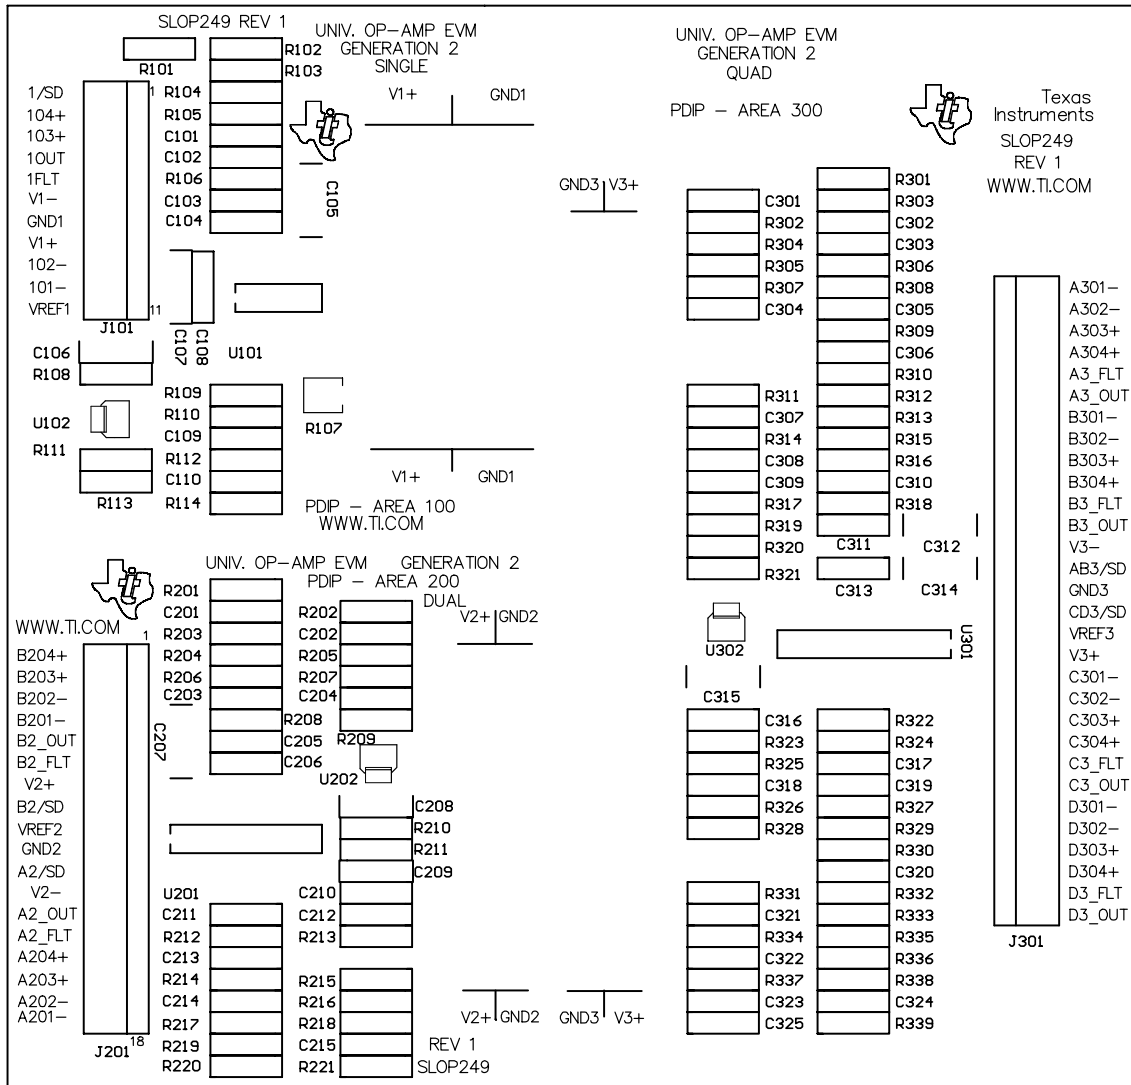 SLOP249 REV 1
UNIV. OP-AMP EVM
GENERATION 2
SINGLE
R101
R102
R103
R104
R105
C101
C102
R106
C103
C104
C105
V1+ GND1
1/SD
104+
103+
1OUT
1FLT
V1-
GND1
V1+
102-
101-
VREF1
1
11
J101
C107
C108
U101
C106
R108
U102
R111
R113
R109
R110
C109
R112
C110
R114
R107
V1+ GND1
PDIP - AREA 100
WWW.TI.COM
UNIV. OP-AMP EVM GENERATION 2
PDIP - AREA 200
DUAL
WWW.TI.COM
1
B204+
B203+
B202-
B201-
B2_OUT
B2_FLT
V2+
B2/SD
VREF2
GND2
A2/SD
V2-
A2_OUT
A2_FLT
A204+
A203+
A202-
A201-
18
J201
R201
C201
R203
R204
R206
C203
C207
R208
C205
C206
R202
C202
R205
R207
C204
R209
U202
C208
R210
R211
C209
U201
C210
C212
R213
C211
R212
C213
R214
C214
R217
R219
R220
R215
R216
R218
C215
R221
V2+ GND2
V2+ GND2
REV 1
SLOP249
UNIV. OP-AMP EVM
GENERATION 2
QUAD
PDIP - AREA 300
Texas
Instruments
SLOP249
REV 1
WWW.TI.COM
GND3 V3+
C301
R302
R304
R305
R307
C304
R301
R303
C302
C303
R306
R308
C305
R309
C306
R310
R312
R313
R315
R316
C310
R318
R311
C307
R314
C308
C309
R317
R319
R320
R321
C311
C312
C313
C314
U302
U301
C315
C316
R323
R325
C318
R326
R328
R322
R324
C317
C319
R327
R329
R330
C320
R332
R333
R335
R336
R338
C324
R339
R331
C321
R334
C322
R337
C323
C325
GND3 V3+
A301-
A302-
A303+
A304+
A3_FLT
A3_OUT
B301-
B302-
B303+
B304+
B3_FLT
B3_OUT
V3-
AB3/SD
GND3
CD3/SD
VREF3
V3+
C301-
C302-
C303+
C304+
C3_FLT
C3_OUT
D301-
D302-
D303+
D304+
D3_FLT
D3_OUT
J301